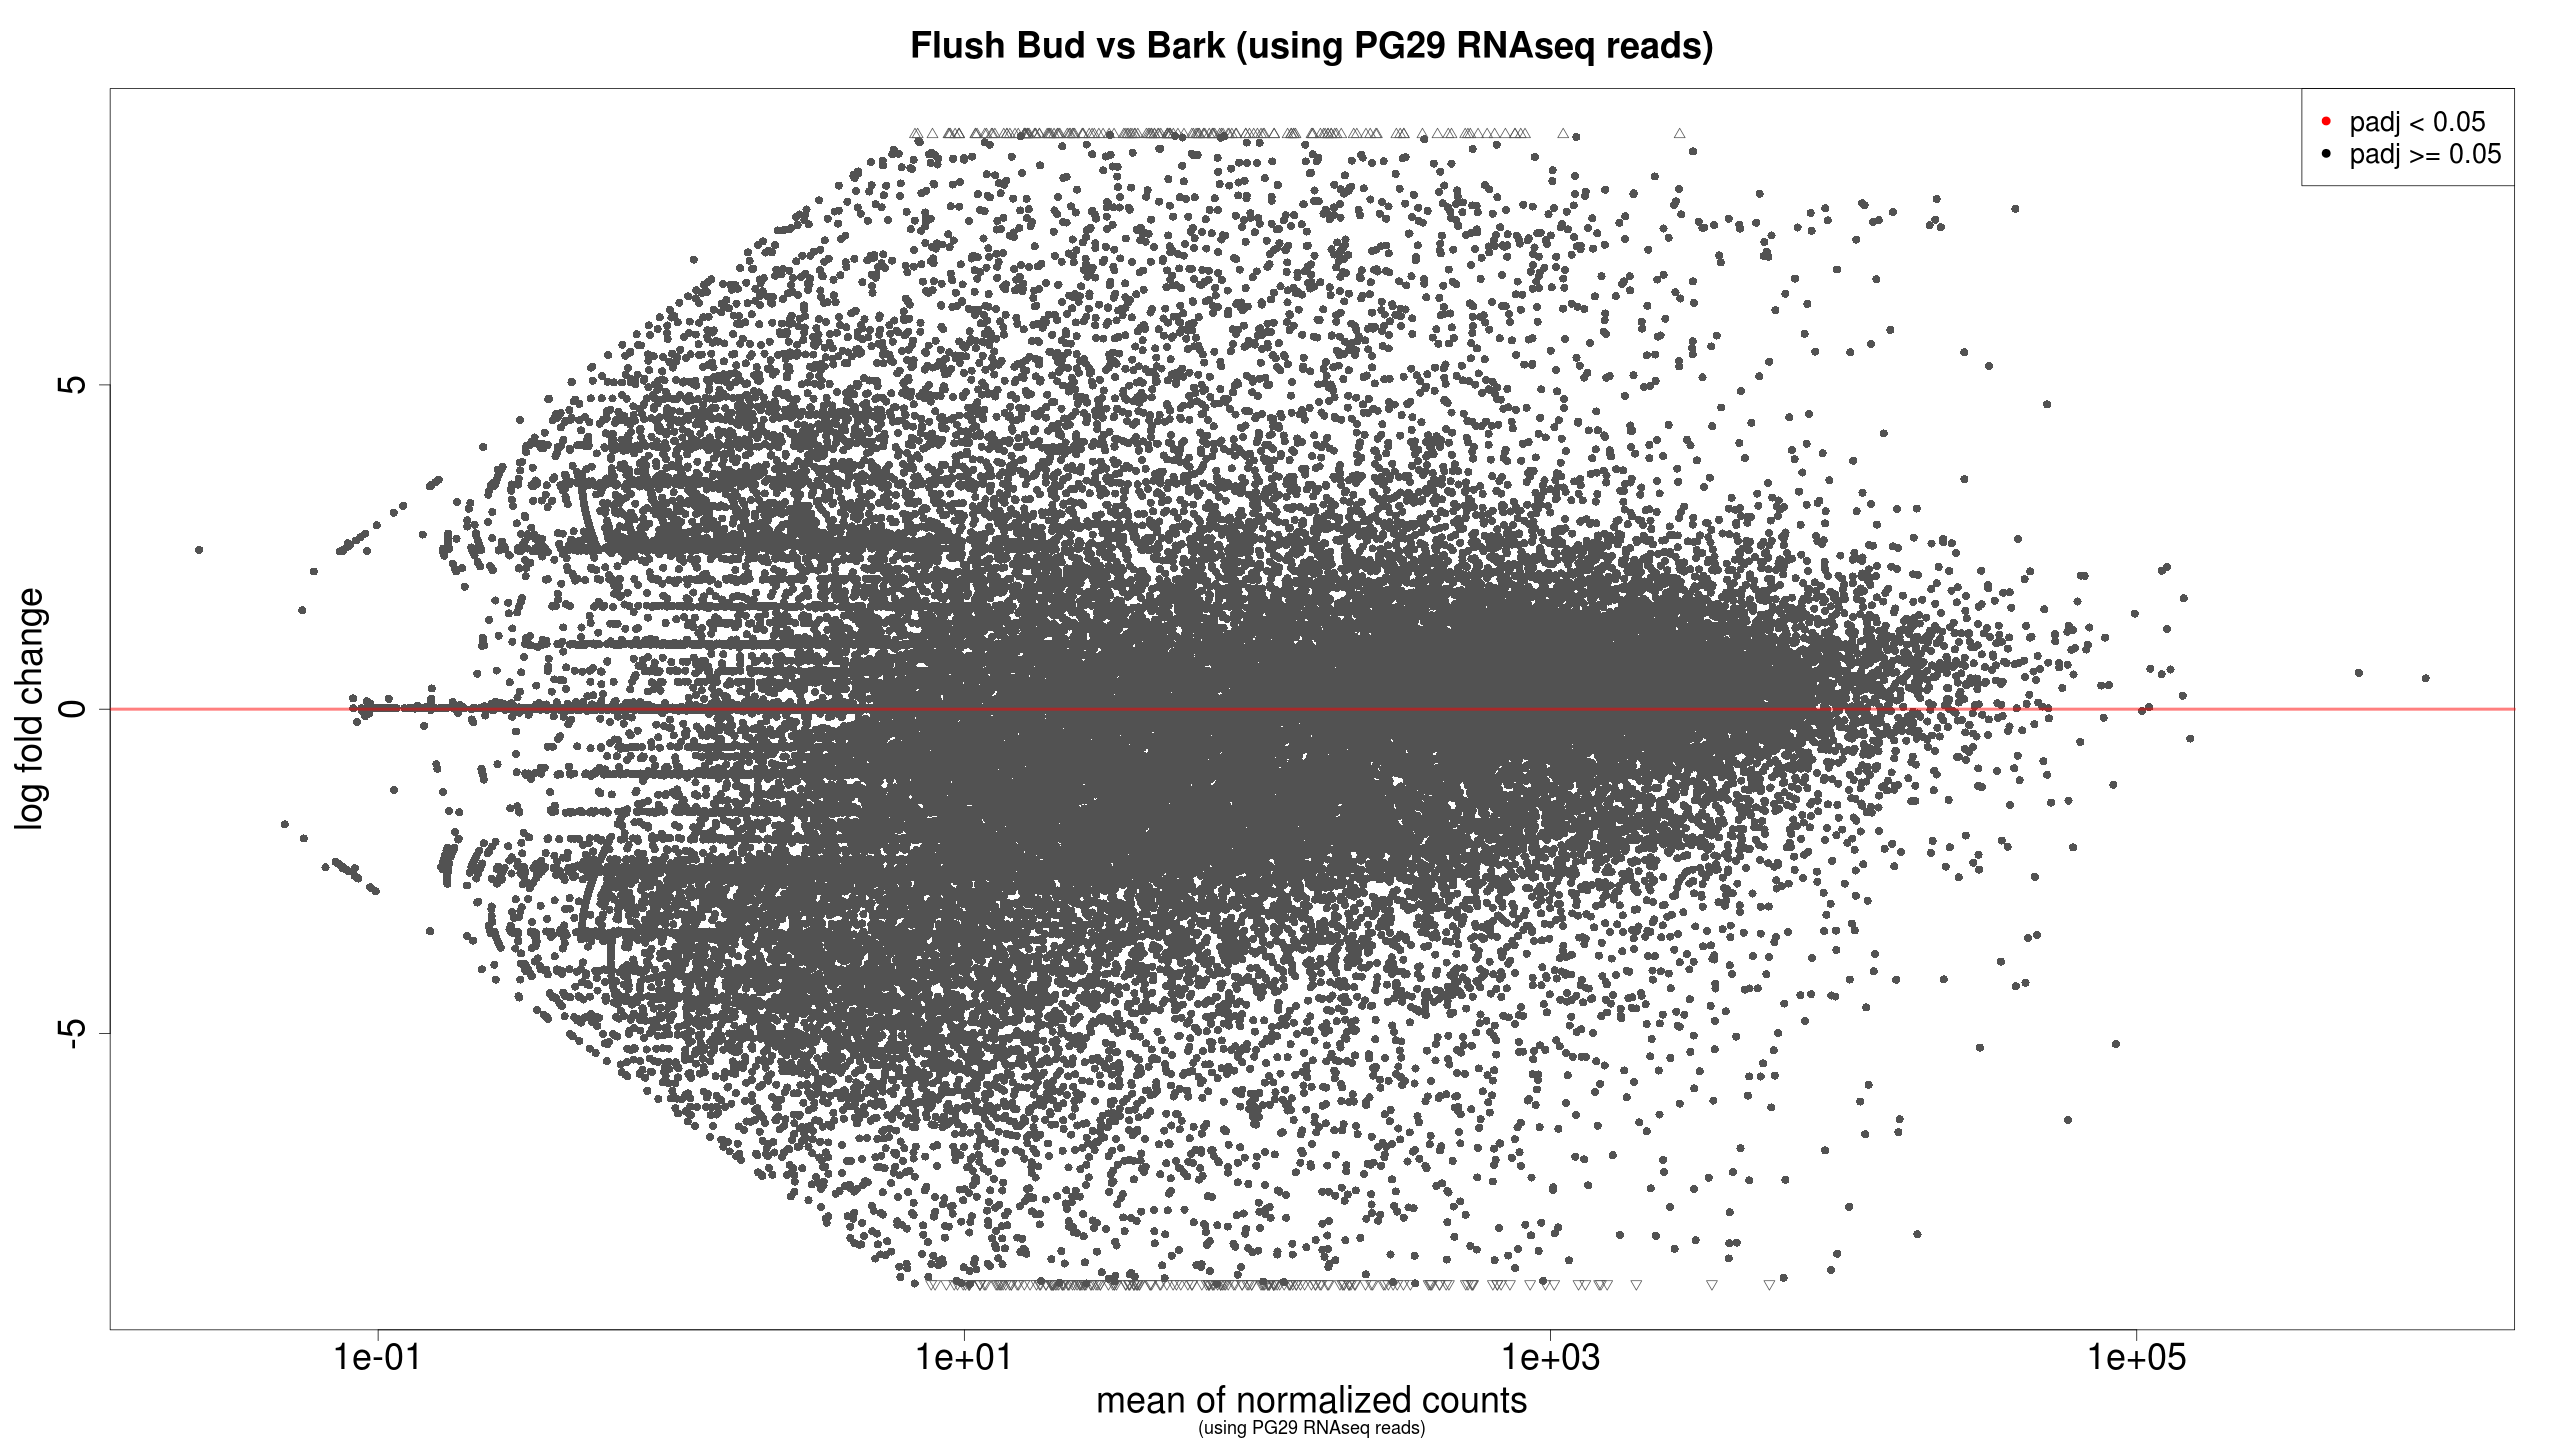 Flush Bud vs Bark (using PG29 RNAseq reads)
padj < 0.05
padj >= 0.05
5
0
-5
log fold change
1e-01
1e+01
1e+03
1e+05
mean of normalized counts
(using PG29 RNAseq reads)